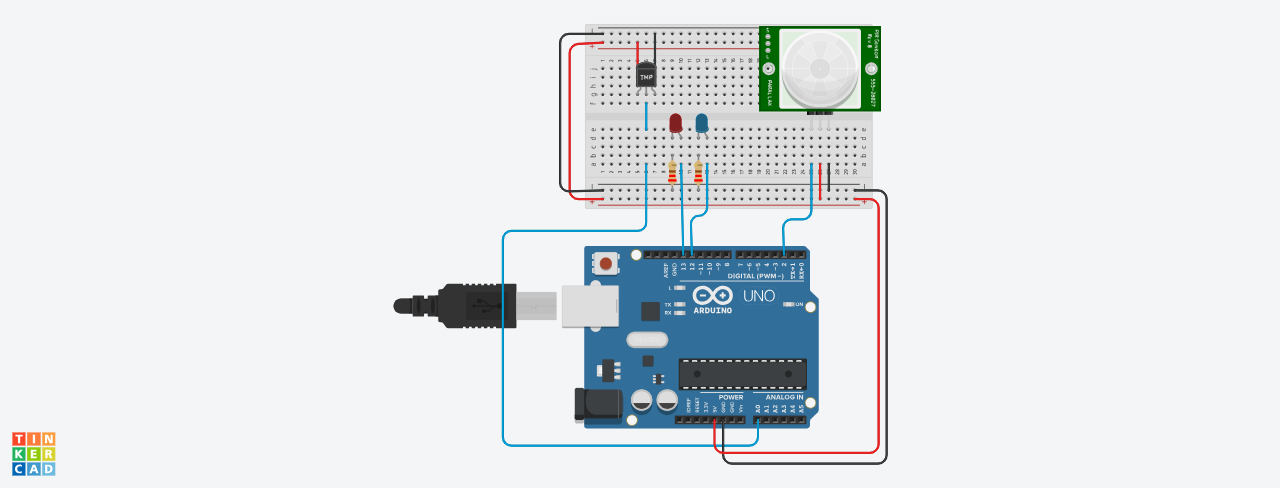 PIR Sensor
Rev B
555-28027
PARALLAX
TMP
j
i
h
g
f
e
d
c
b
a
AREF
GND
13
12
~11
~10
~9
8
7
~6
~5
4
~3
2
TX→1
RX←0
DIGITAL (PWM~)
L
TX
RX
UNO
ARDUINO
ON
POWER
ANALOG IN
IOREF
RESET
3.3V
5V
GND
GND
Vin
A0
A1
A2
A3
A4
A5
TIN
KER
CAD